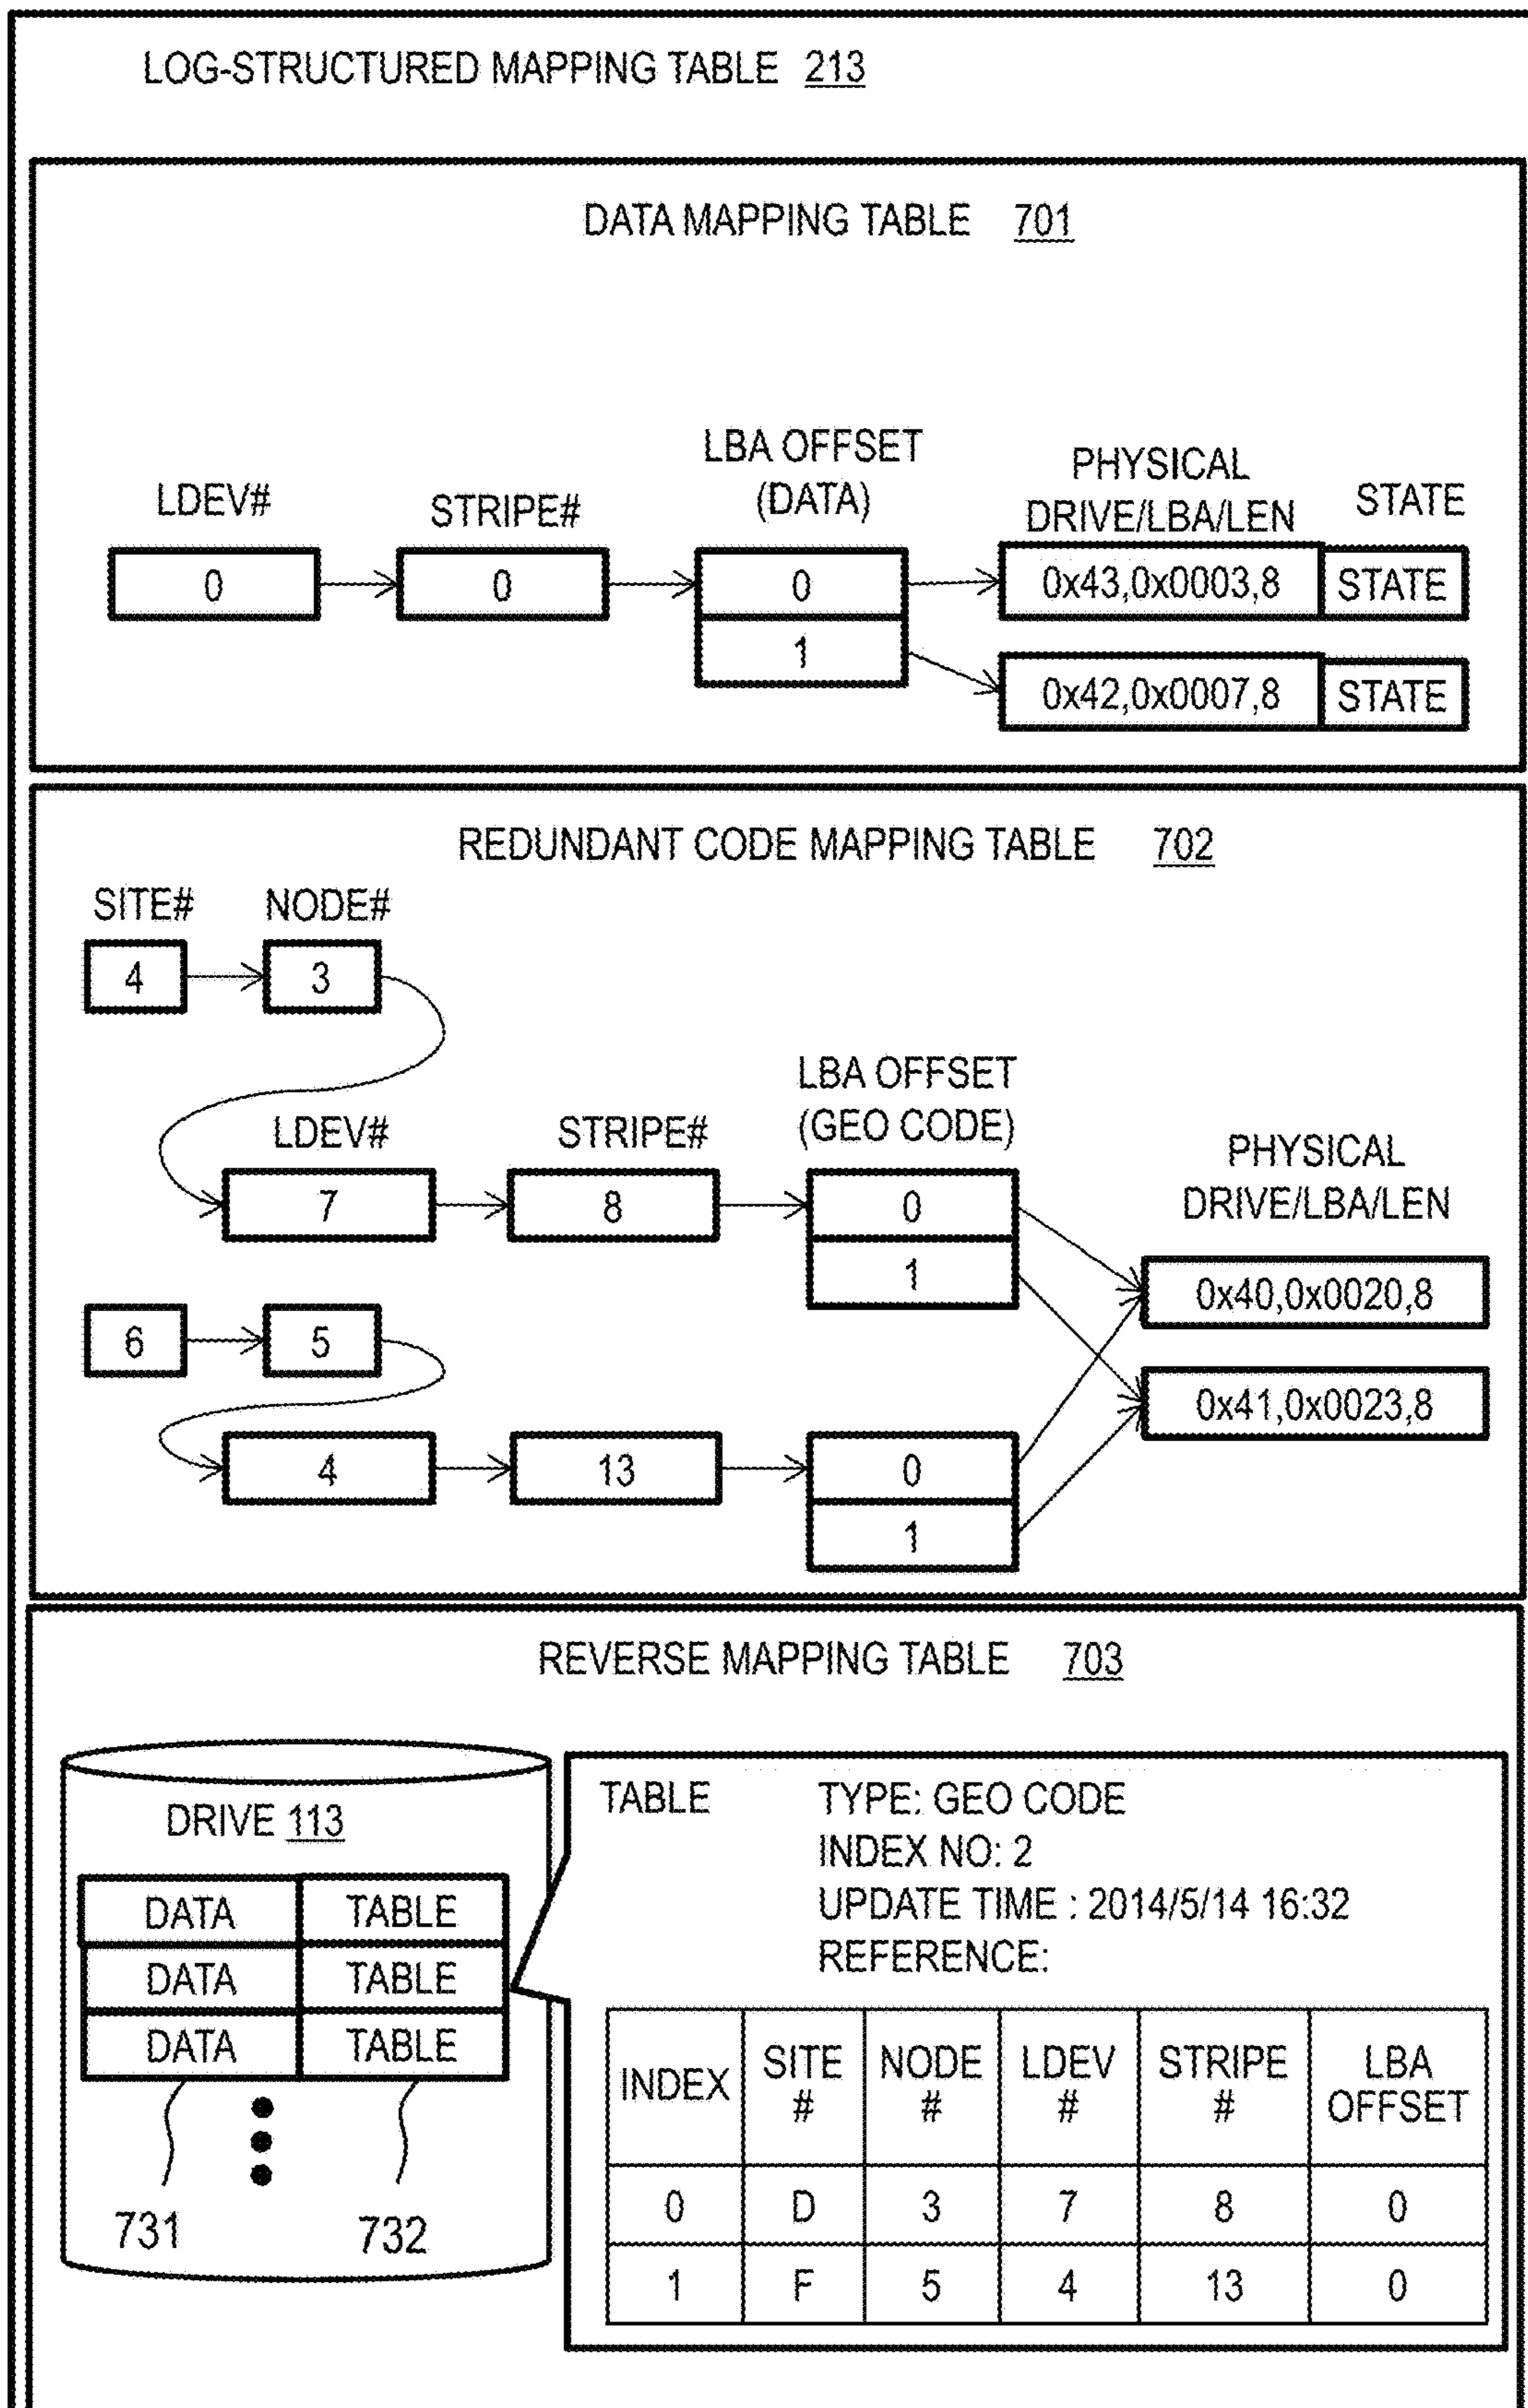 LOG-STRUCTURED MAPPING TABLE 213
DATA MAPPING TABLE 701
LDEV#
STRIPE#
LBA OFFSET
(DATA)
PHYSICAL
DRIVE/LBA/LEN
STATE
0
0
0
0x43,0x0003,8
STATE
1
0x42,0x0007,8
STATE
REDUNDANT CODE MAPPING TABLE 702
SITE#
NODE#
4
3
LDEV#
STRIPE#
LBA OFFSET
(GEO CODE)
PHYSICAL
DRIVE/LBA/LEN
7
8
0
1
0x40,0x0020,8
6
5
0x41,0x0023,8
4
13
0
1
REVERSE MAPPING TABLE 703
DRIVE 113
DATA TABLE
DATA TABLE
DATA TABLE
731
732
TABLE
TYPE: GEO CODE
INDEX NO: 2
UPDATE TIME : 2014/5/14 16:32
REFERENCE:
INDEX
SITE
#
NODE
#
LDEV
#
STRIPE
#
LBA
OFFSET
0 D 3 7 8 0
1 F 5 4 13 0